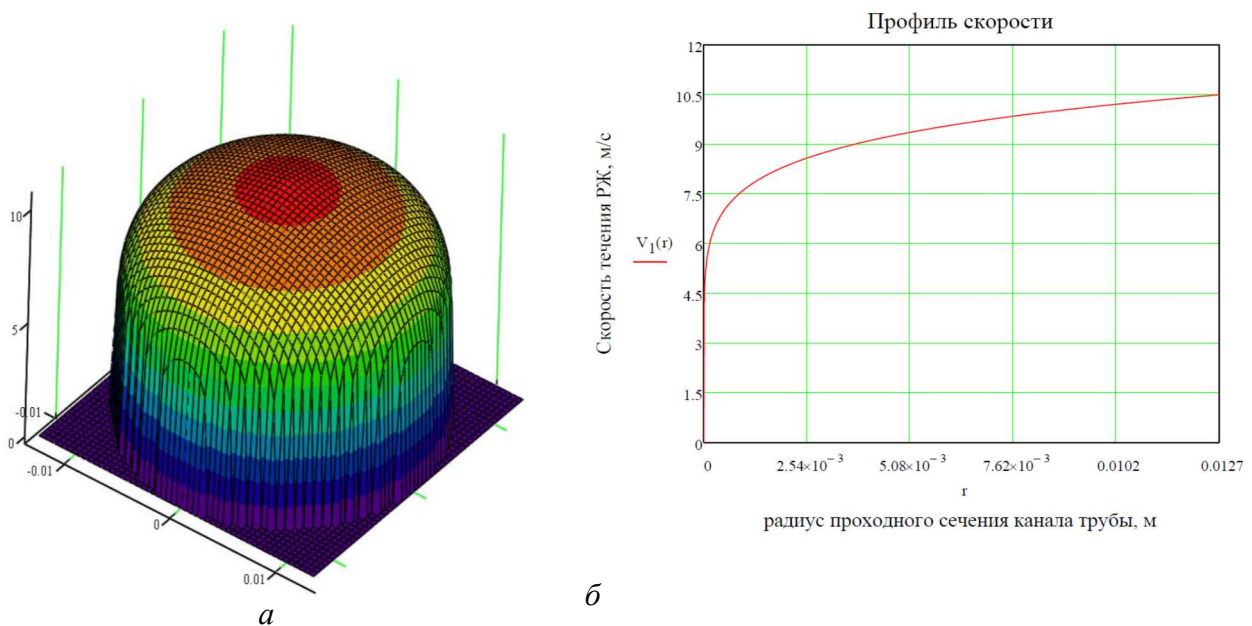 10
5
0
-0.01
-0.01
0
0.01
а
Профиль скорости
Скорость течения РЖ, м/с
V₁(r)
12
10.5
9
7.5
6
4.5
3
1.5
0
0 2.54×10⁻³ 5.08×10⁻³ 7.62×10⁻³ 0.0102 0.0127
r
радиус проходного сечения канала трубы, м
б